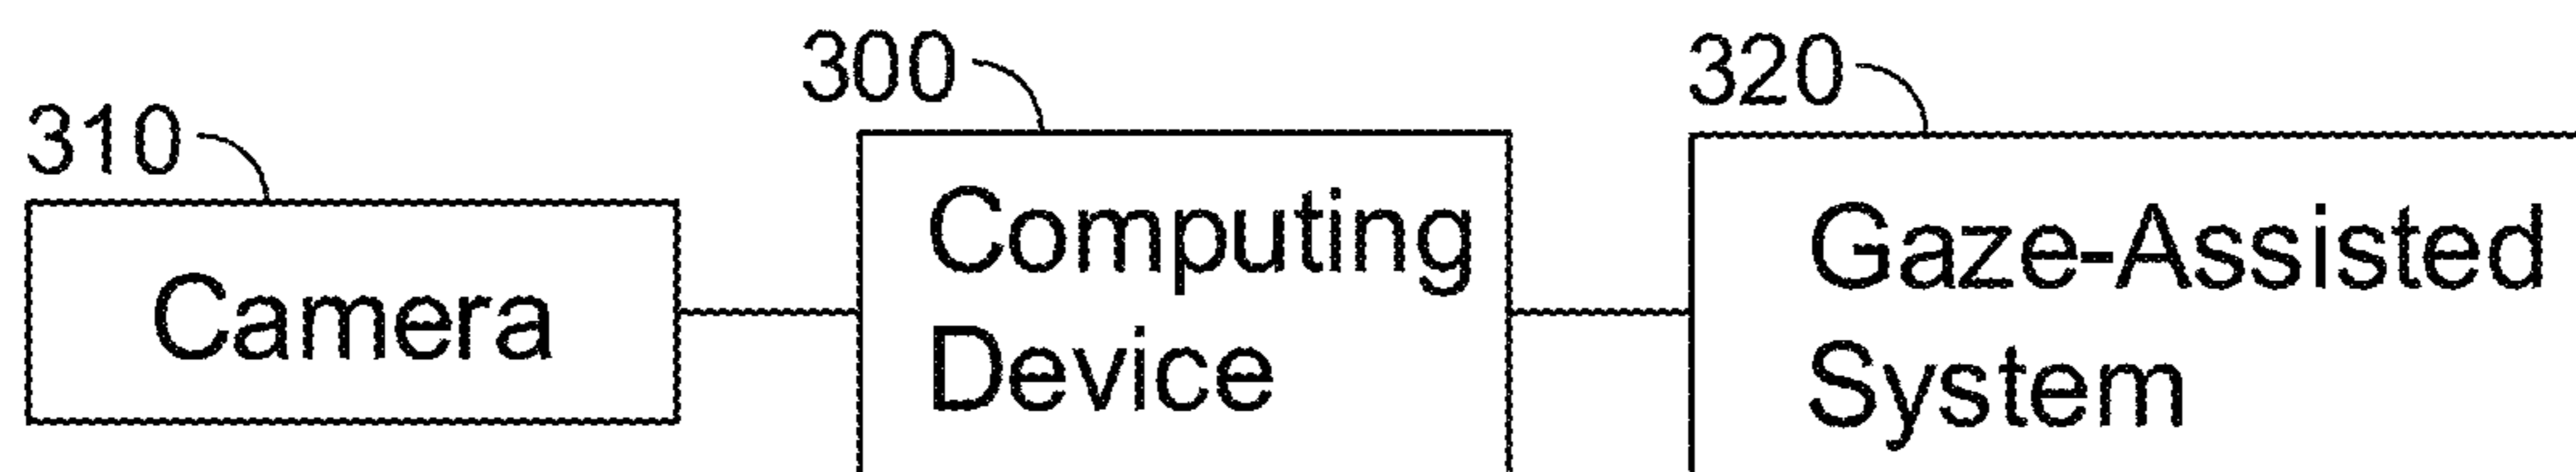 310
Camera
300
Computing
Device
320
Gaze-Assisted
System